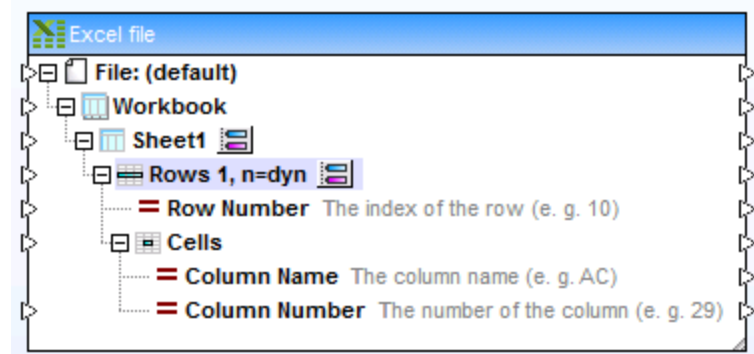 Excel file
File: (default)
Workbook
Sheet1
Rows 1, n=dyn
Row Number The index of the row (e. g. 10)
Cells
Column Name The column name (e. g. AC)
Column Number The number of the column (e. g. 29)